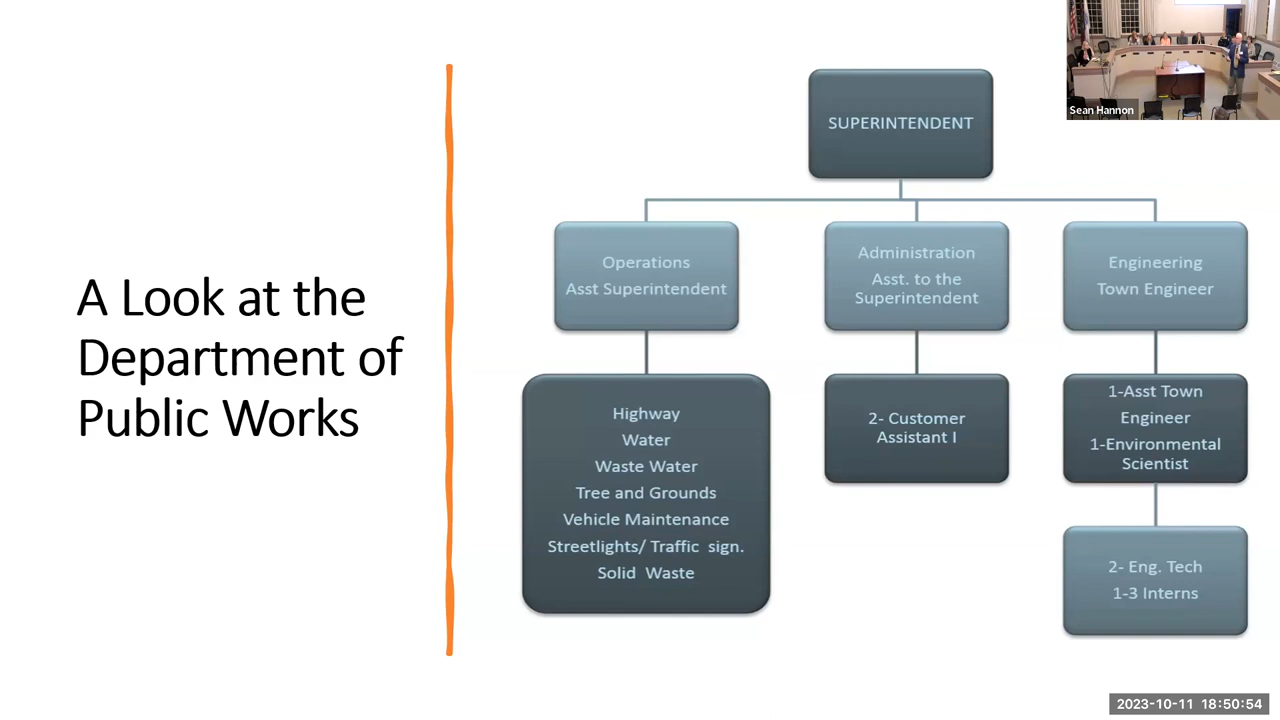 A Look at the
Department of
Public Works
SUPERINTENDENT
Operations
Asst Superintendent
Administration
Asst. to the
Superintendent
Engineering
Town Engineer
Highway
Water
Waste Water
Tree and Grounds
Vehicle Maintenance
Streetlights/ Traffic sign.
Solid Waste
2- Customer
Assistant I
1-Asst Town
Engineer
1-Environmental
Scientist
2- Eng. Tech
1-3 Interns
Sean Hannon
2023-10-11 18:50:54